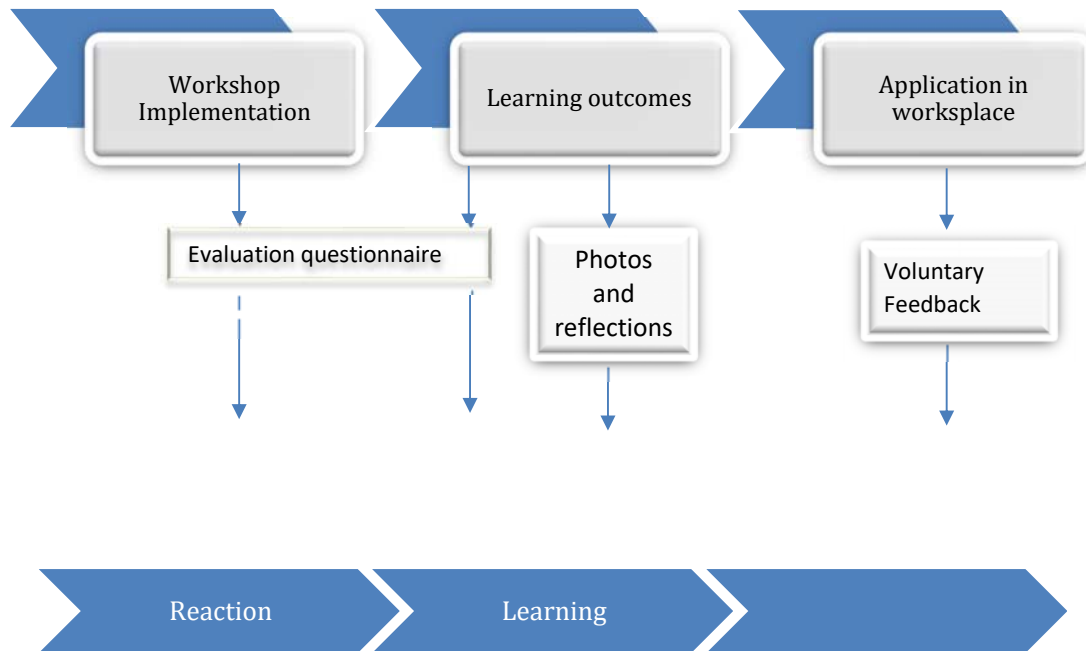 Workshop
Implementation
Learning outcomes
Application in
worksplace
Evaluation questionnaire
Photos
and
reflections
Voluntary
Feedback
Reaction
Learning